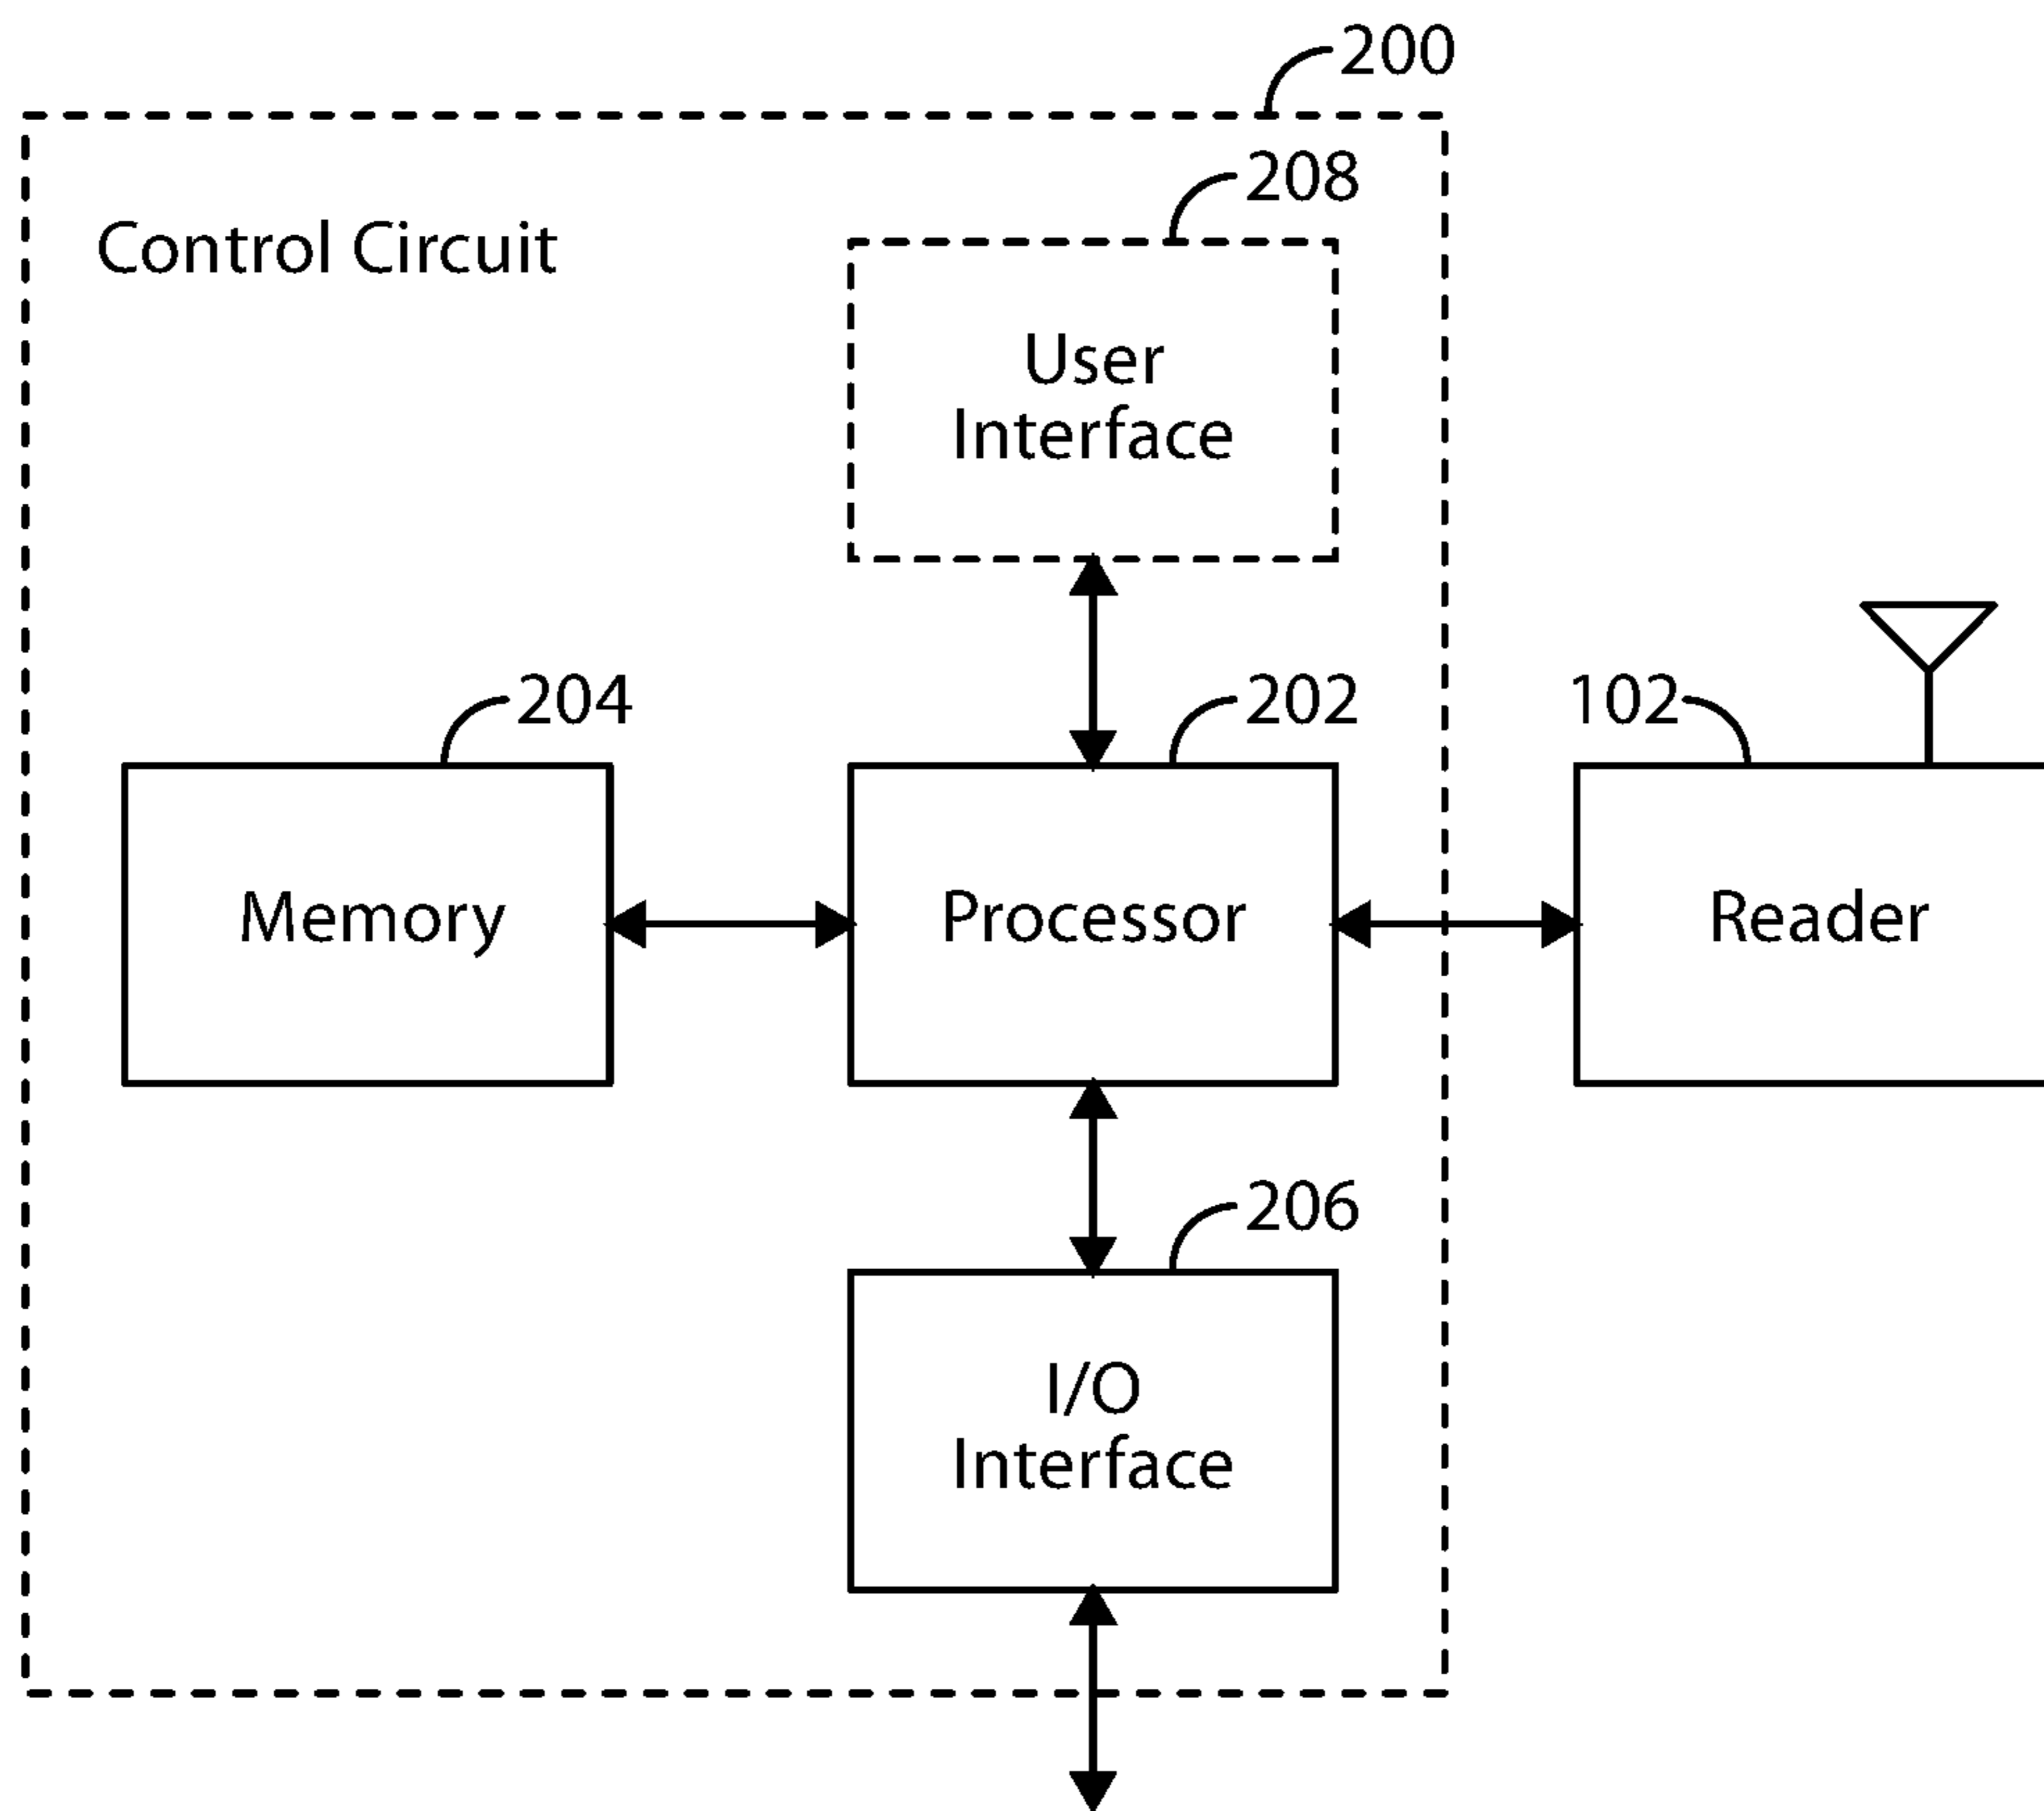 200
208
Control Circuit
User
Interface
204
202
102
Memory
Processor
Reader
206
I/O
Interface